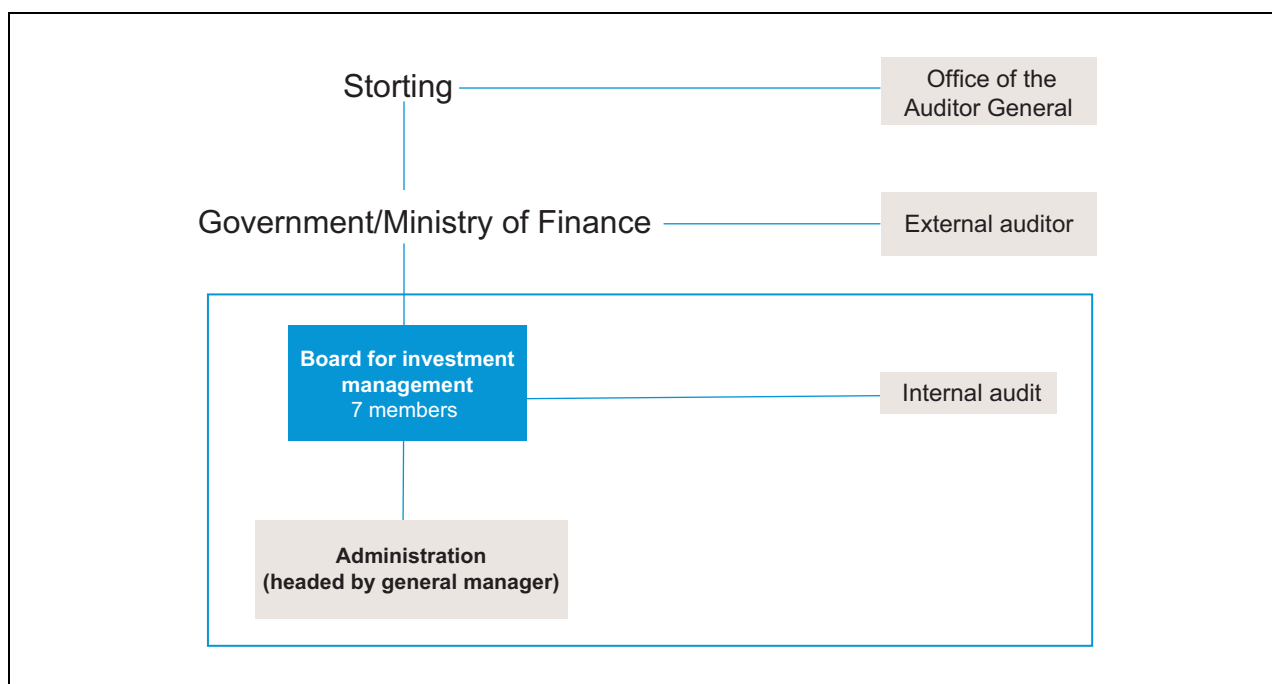 Storting
Office of the
Auditor General
Government/Ministry of Finance
External auditor
Board for investment
management
7 members
Internal audit
Administration
(headed by general manager)